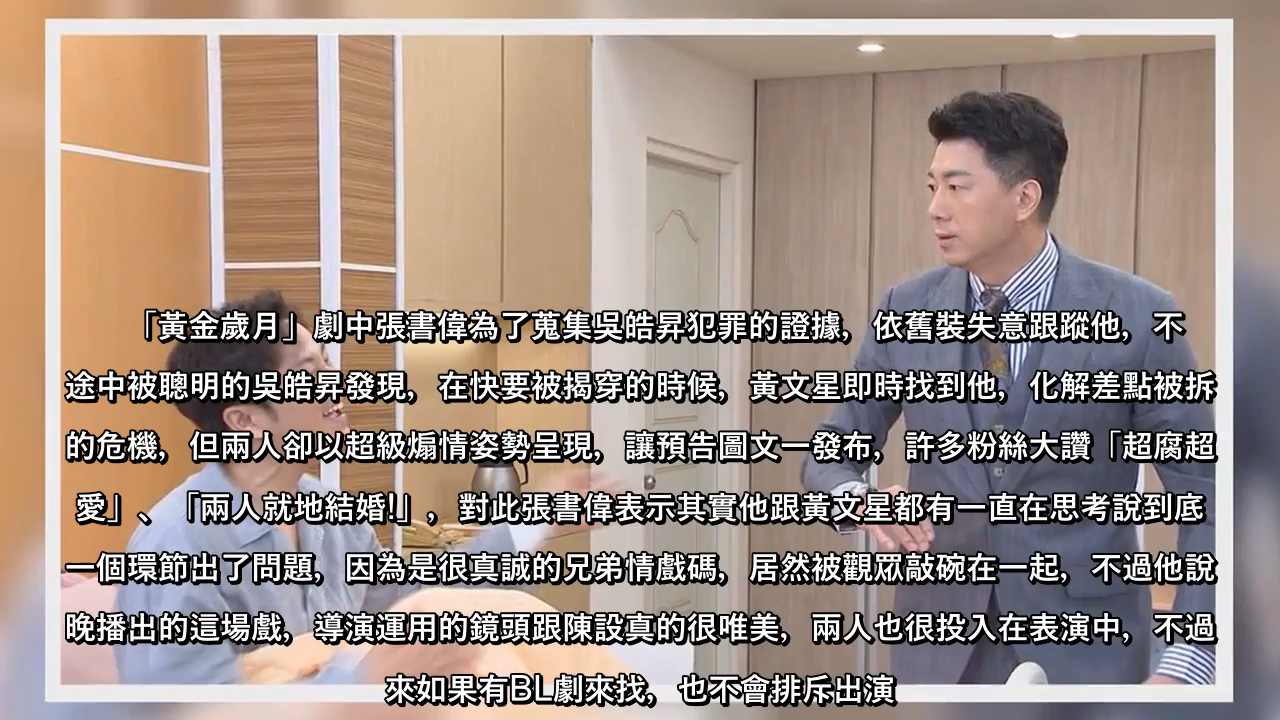 「黃金歲月」劇中張書偉為了蒐集吳皓昇犯罪的證據，依舊裝失意跟蹤他，不
途中被聰明的吳皓昇發現，在快要被揭穿的時候，黃文星即時找到他，化解差點被拆
的危機，但兩人卻以超級煽情姿勢呈現，讓預告圖文一發布，許多粉絲大讚「超腐超
愛」、「兩人就地結婚!」，對此張書偉表示其實他跟黃文星都有一直在思考說到底
一個環節出了問題，因為是很真誠的兄弟情戲碼，居然被觀眾敲碗在一起，不過他說
晚播出的這場戲，導演運用的鏡頭跟陳設真的很唯美，兩人也很投入在表演中，不過
來如果有BL劇來找，也不會排斥出演